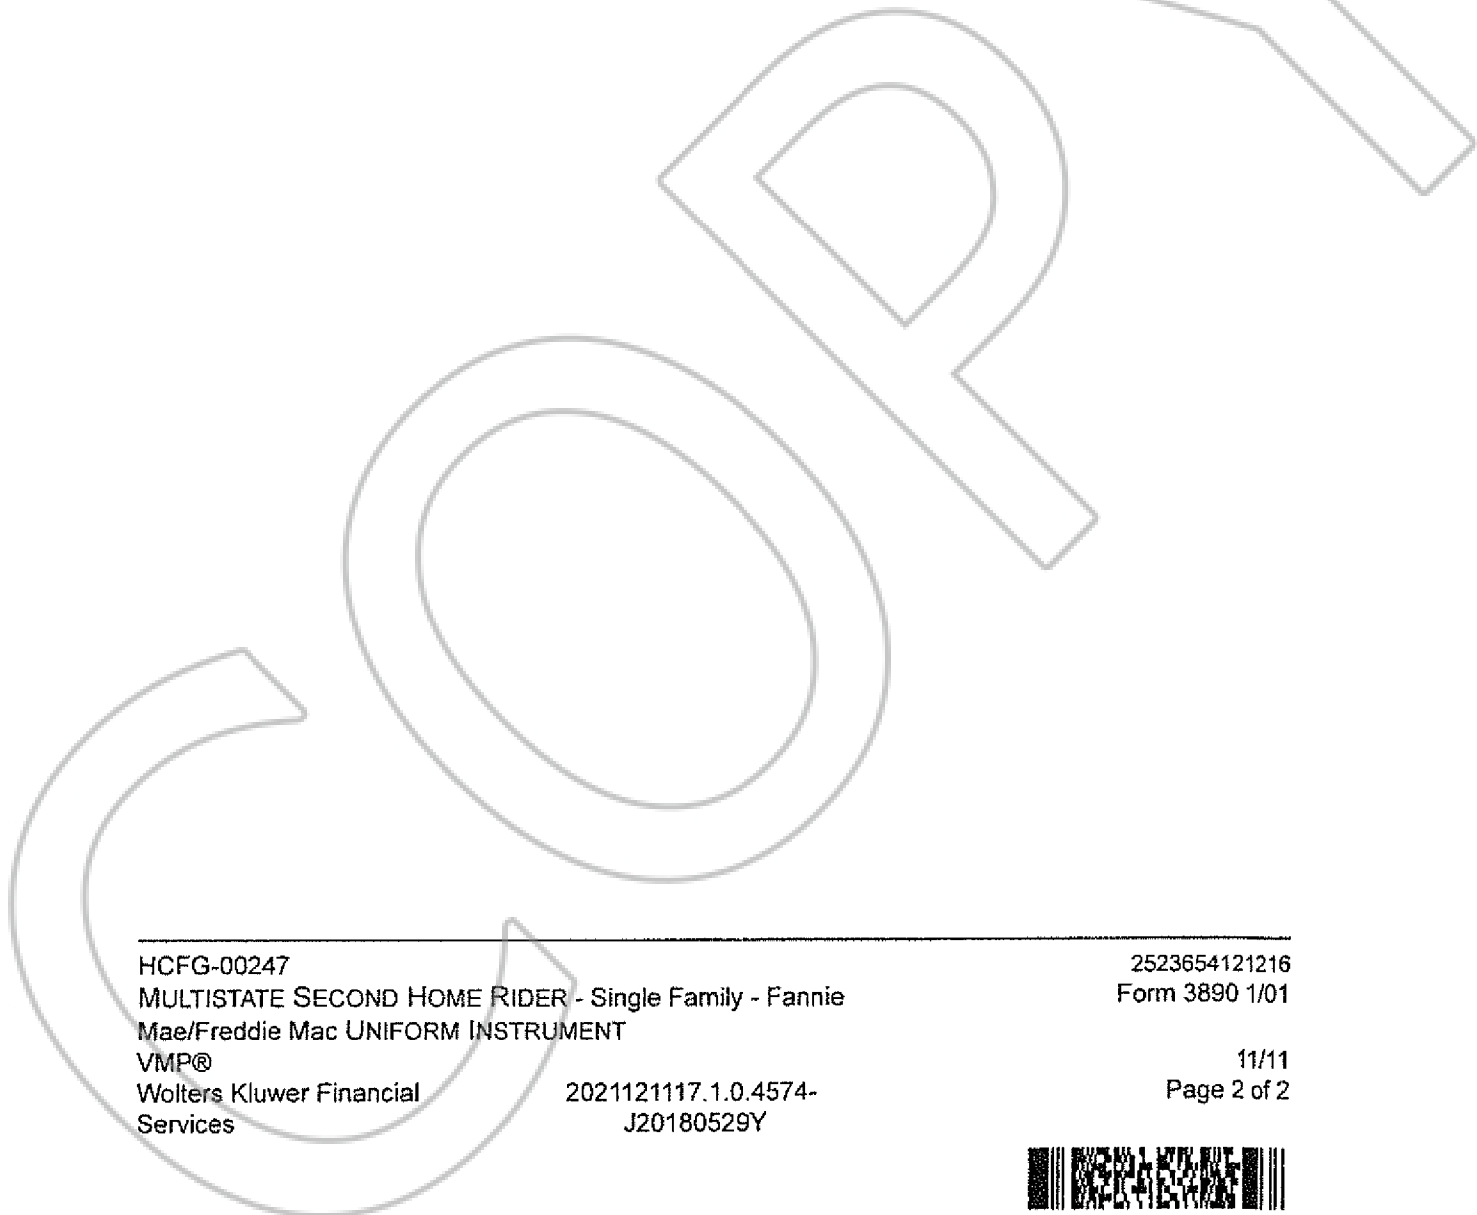 COPY
HCFG-00247 2523654121216
MULTISTATE SECOND HOME RIDER - Single Family - Fannie Form 3890 1/01
Mae/Freddie Mac UNIFORM INSTRUMENT
VMP® 11/11
Wolters Kluwer Financial 2021121117.1.0.4574- Page 2 of 2
Services J20180529Y